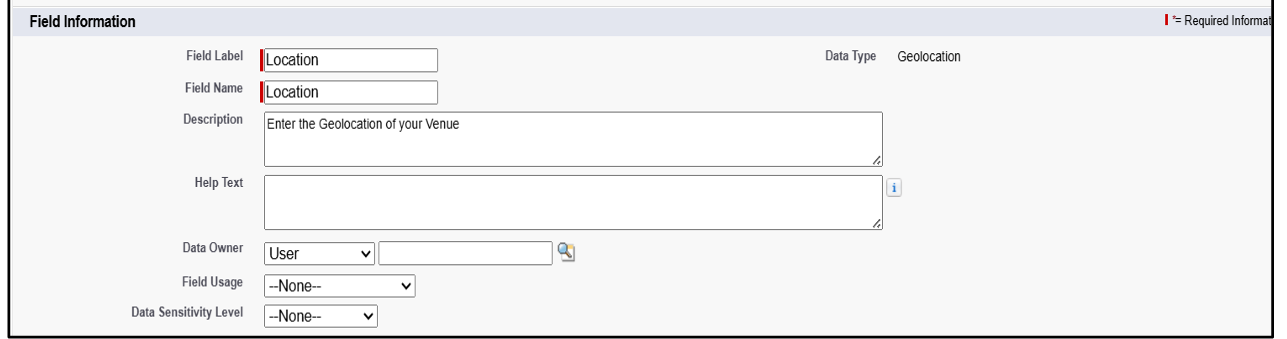 Field Information
*= Required Informat
Field Label Location
Data Type Geolocation
Field Name Location
Description Enter the Geolocation of your Venue
Help Text
i
Data Owner User
Field Usage --None--
Data Sensitivity Level --None--